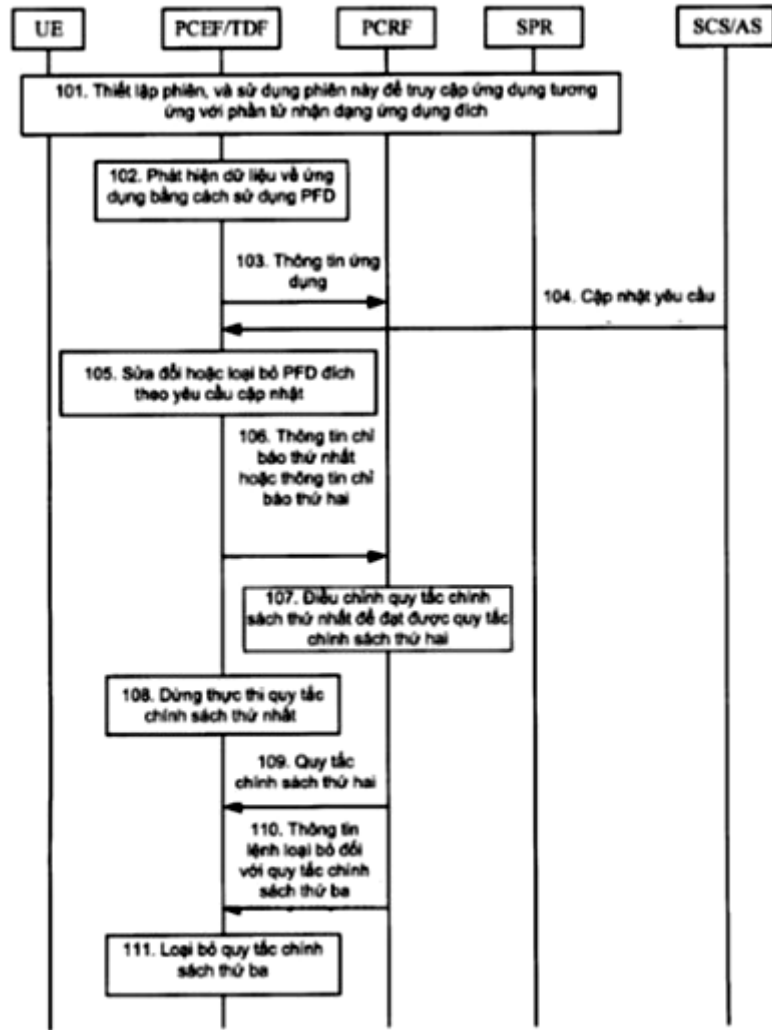 UE PCEF/TDF PCRF SPR SCS/AS
101. Thiết lập phiên, và sử dụng phiên này để truy cập ứng dụng tương
ứng với phần tử nhận dạng ứng dụng đích
102. Phát hiện dữ liệu về ứng
dụng bằng cách sử dụng PFD
103. Thông tin ứng
dụng
104. Cập nhật yêu cầu
105. Sửa đổi hoặc loại bỏ PFD đích
theo yêu cầu cập nhật
106. Thông tin chỉ
báo thứ nhất
hoặc thông tin chỉ
báo thứ hai
107. Điều chỉnh quy tắc chính
sách thứ nhất để đạt được quy tắc
chính sách thứ hai
108. Dừng thực thi quy tắc
chính sách thứ nhất
109. Quy tắc
chính sách thứ hai
110. Thông tin
lệnh loại bỏ đối
với quy tắc chính
sách thứ ba
111. Loại bỏ quy tắc chính
sách thứ ba